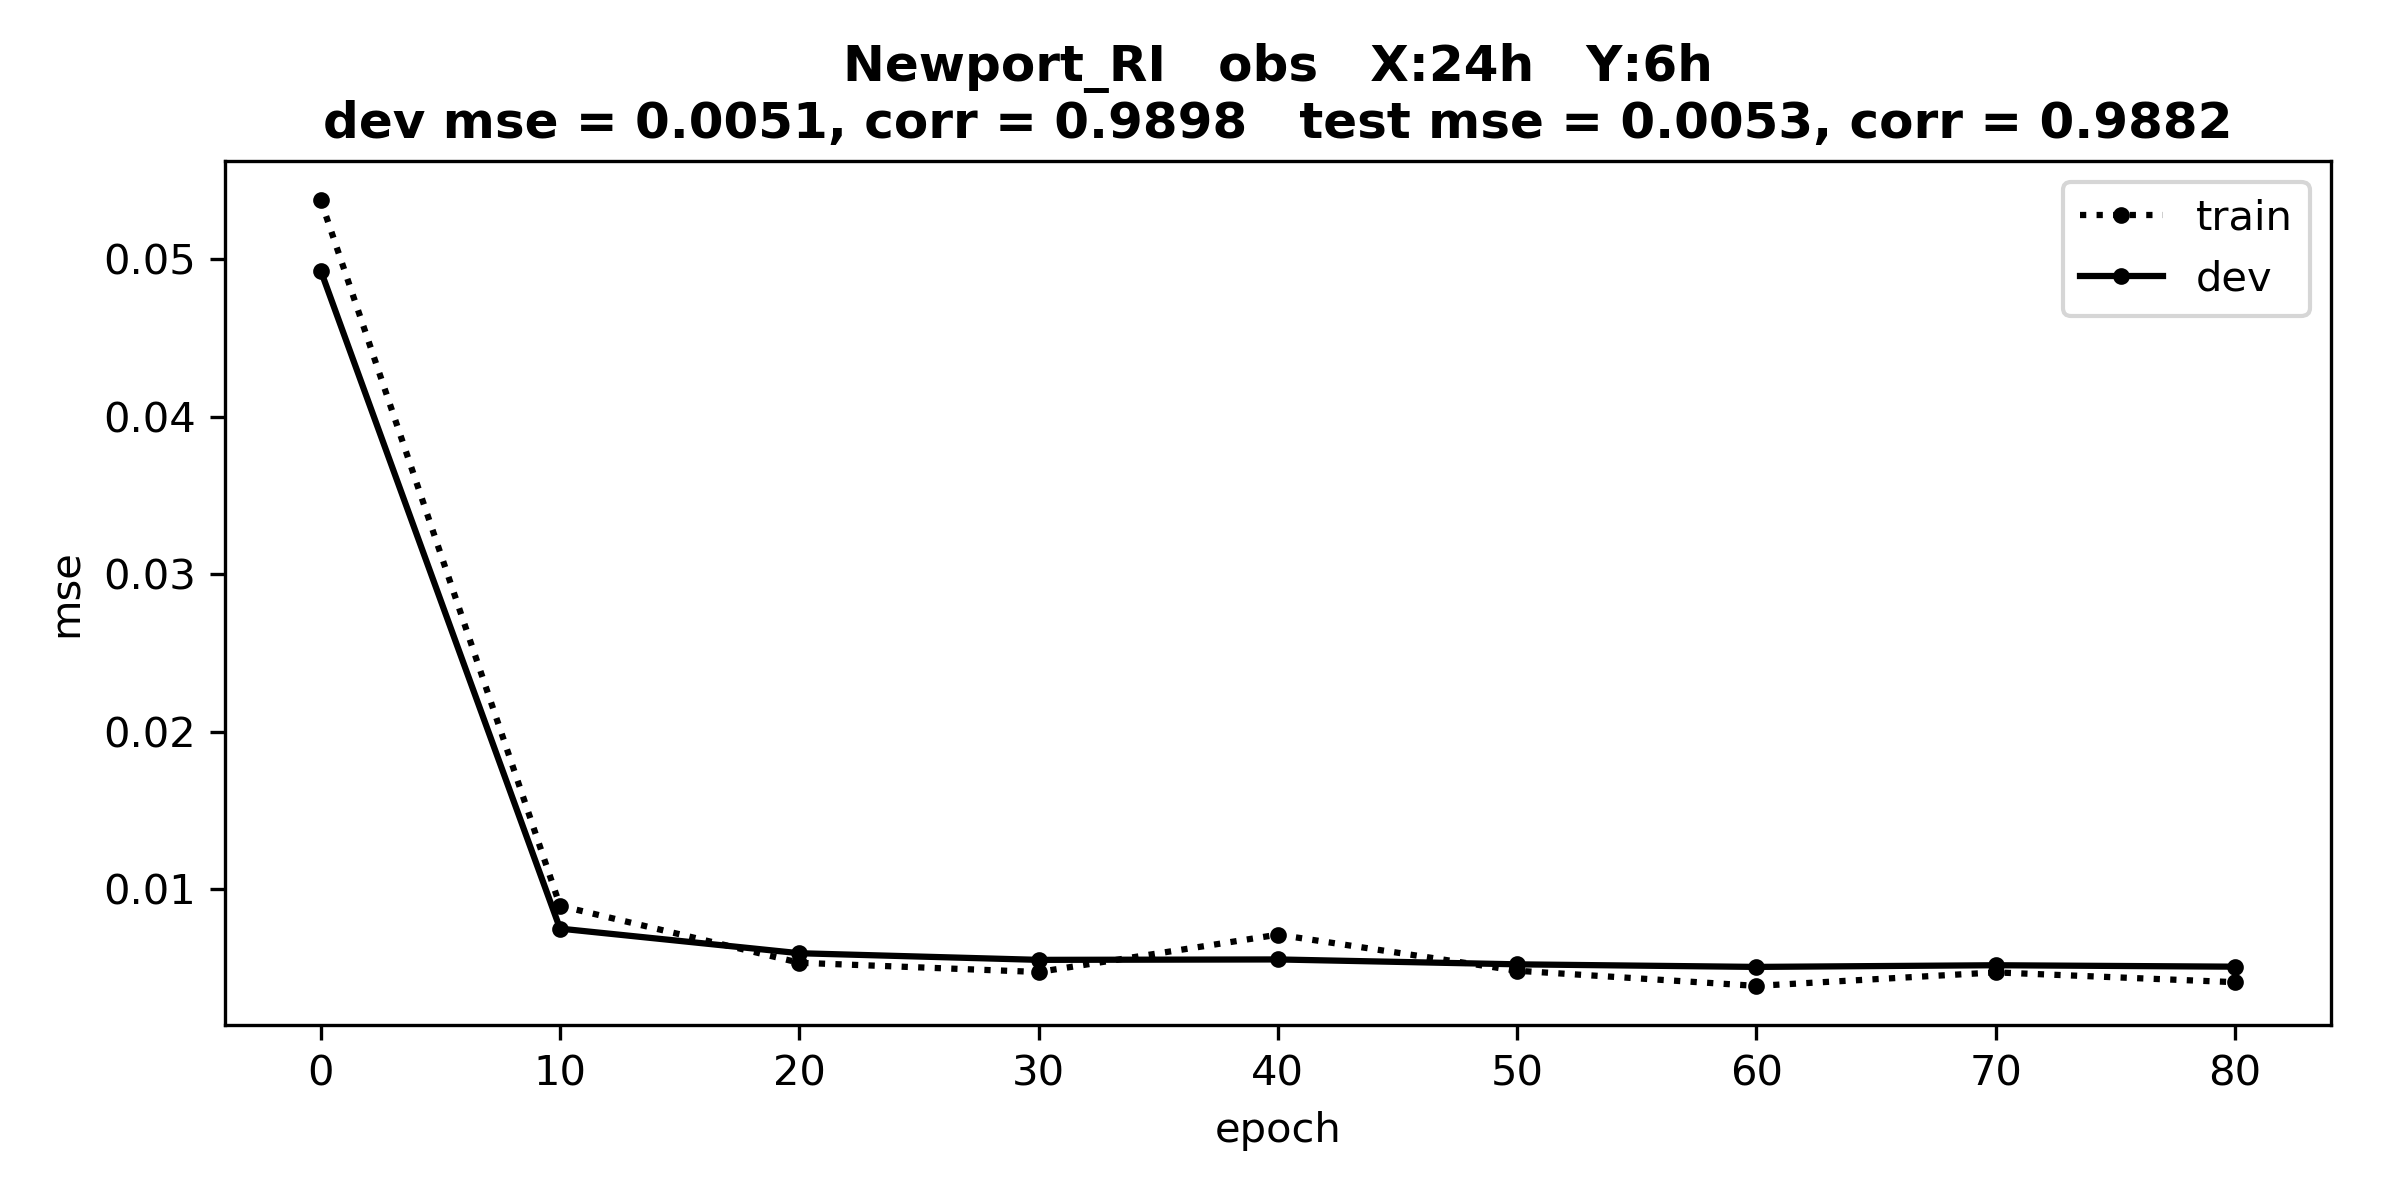 Newport_RI   obs   X:24h   Y:6h
dev mse = 0.0051, corr = 0.9898   test mse = 0.0053, corr = 0.9882
train
dev
0.05
0.04
0.03
0.02
0.01
mse
0 10 20 30 40 50 60 70 80
epoch